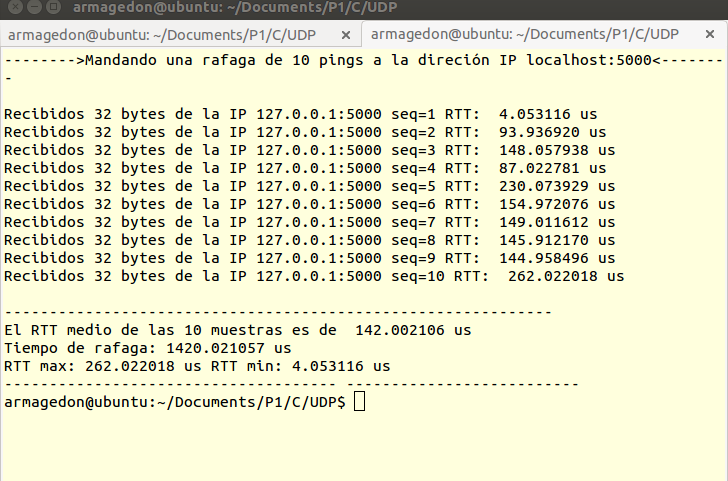 armagedon@ubuntu: ~/Documents/P1/C/UDP
armagedon@ubuntu: ~/Documents/P1/C/UDP × armagedon@ubuntu: ~/Documents/P1/C/UDP ×
-------->Mandando una rafaga de 10 pings a la direción IP localhost:5000<-------
-
Recibidos 32 bytes de la IP 127.0.0.1:5000 seq=1 RTT:  4.053116 us
Recibidos 32 bytes de la IP 127.0.0.1:5000 seq=2 RTT:  93.936920 us
Recibidos 32 bytes de la IP 127.0.0.1:5000 seq=3 RTT:  148.057938 us
Recibidos 32 bytes de la IP 127.0.0.1:5000 seq=4 RTT:  87.022781 us
Recibidos 32 bytes de la IP 127.0.0.1:5000 seq=5 RTT:  230.073929 us
Recibidos 32 bytes de la IP 127.0.0.1:5000 seq=6 RTT:  154.972076 us
Recibidos 32 bytes de la IP 127.0.0.1:5000 seq=7 RTT:  149.011612 us
Recibidos 32 bytes de la IP 127.0.0.1:5000 seq=8 RTT:  145.912170 us
Recibidos 32 bytes de la IP 127.0.0.1:5000 seq=9 RTT:  144.958496 us
Recibidos 32 bytes de la IP 127.0.0.1:5000 seq=10 RTT:  262.022018 us
-------------------------------------------------------------
El RTT medio de las 10 muestras es de  142.002106 us
Tiempo de rafaga: 1420.021057 us
RTT max: 262.022018 us RTT min: 4.053116 us
------------------------------------- --------------------------
armagedon@ubuntu:~/Documents/P1/C/UDP$